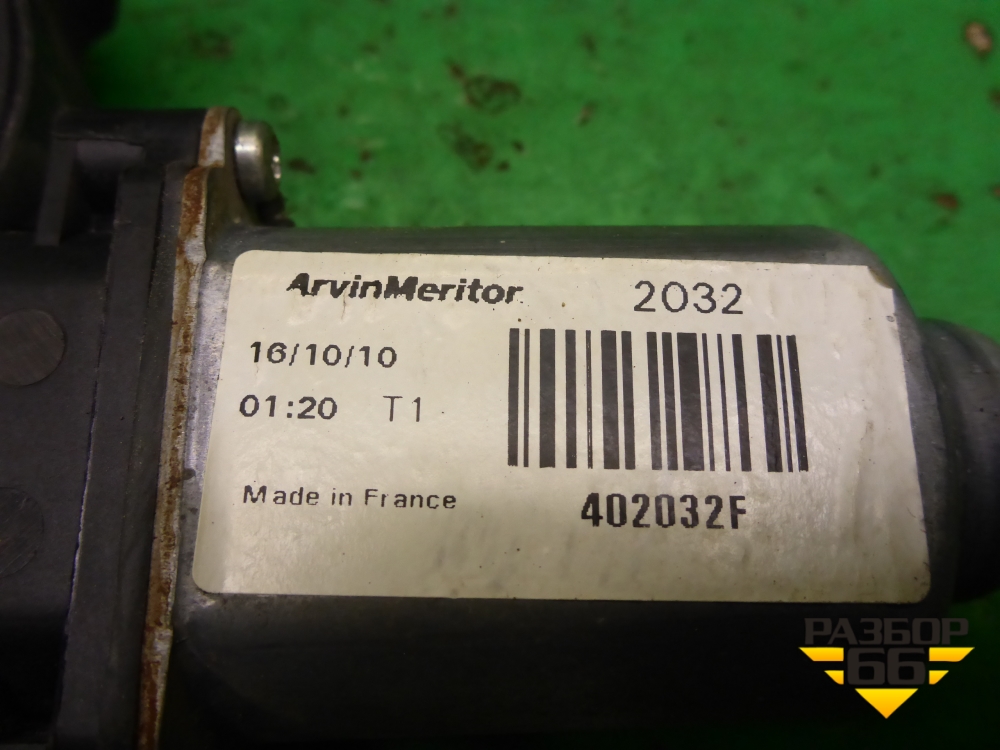 ArvinMeritor 2032
16/10/10
01:20 T1
Made in France
402032F
РАЗБОР
66